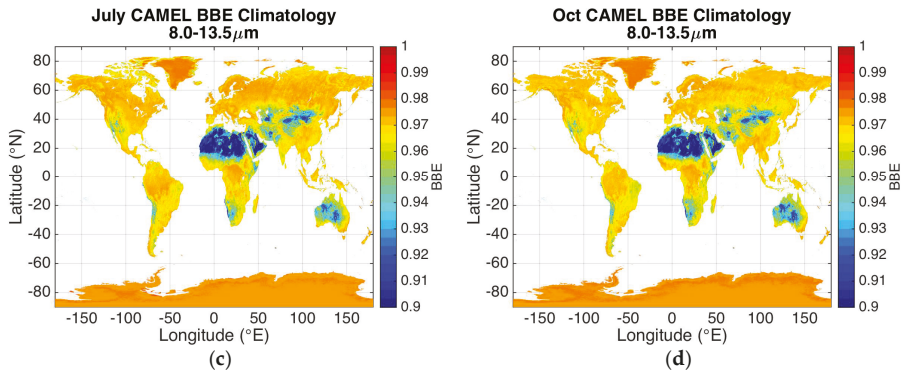 July CAMEL BBE Climatology
8.0-13.5μm
80
60
40
20
0
-20
-40
-60
-80
Latitude (°N)
-150 -100 -50 0 50 100 150
Longitude (°E)
1
0.99
0.98
0.97
0.96
0.95
0.94
0.93
0.92
0.91
0.9
BBE
(c)
Oct CAMEL BBE Climatology
8.0-13.5μm
80
60
40
20
0
-20
-40
-60
-80
Latitude (°N)
-150 -100 -50 0 50 100 150
Longitude (°E)
1
0.99
0.98
0.97
0.96
0.95
0.94
0.93
0.92
0.91
0.9
BBE
(d)